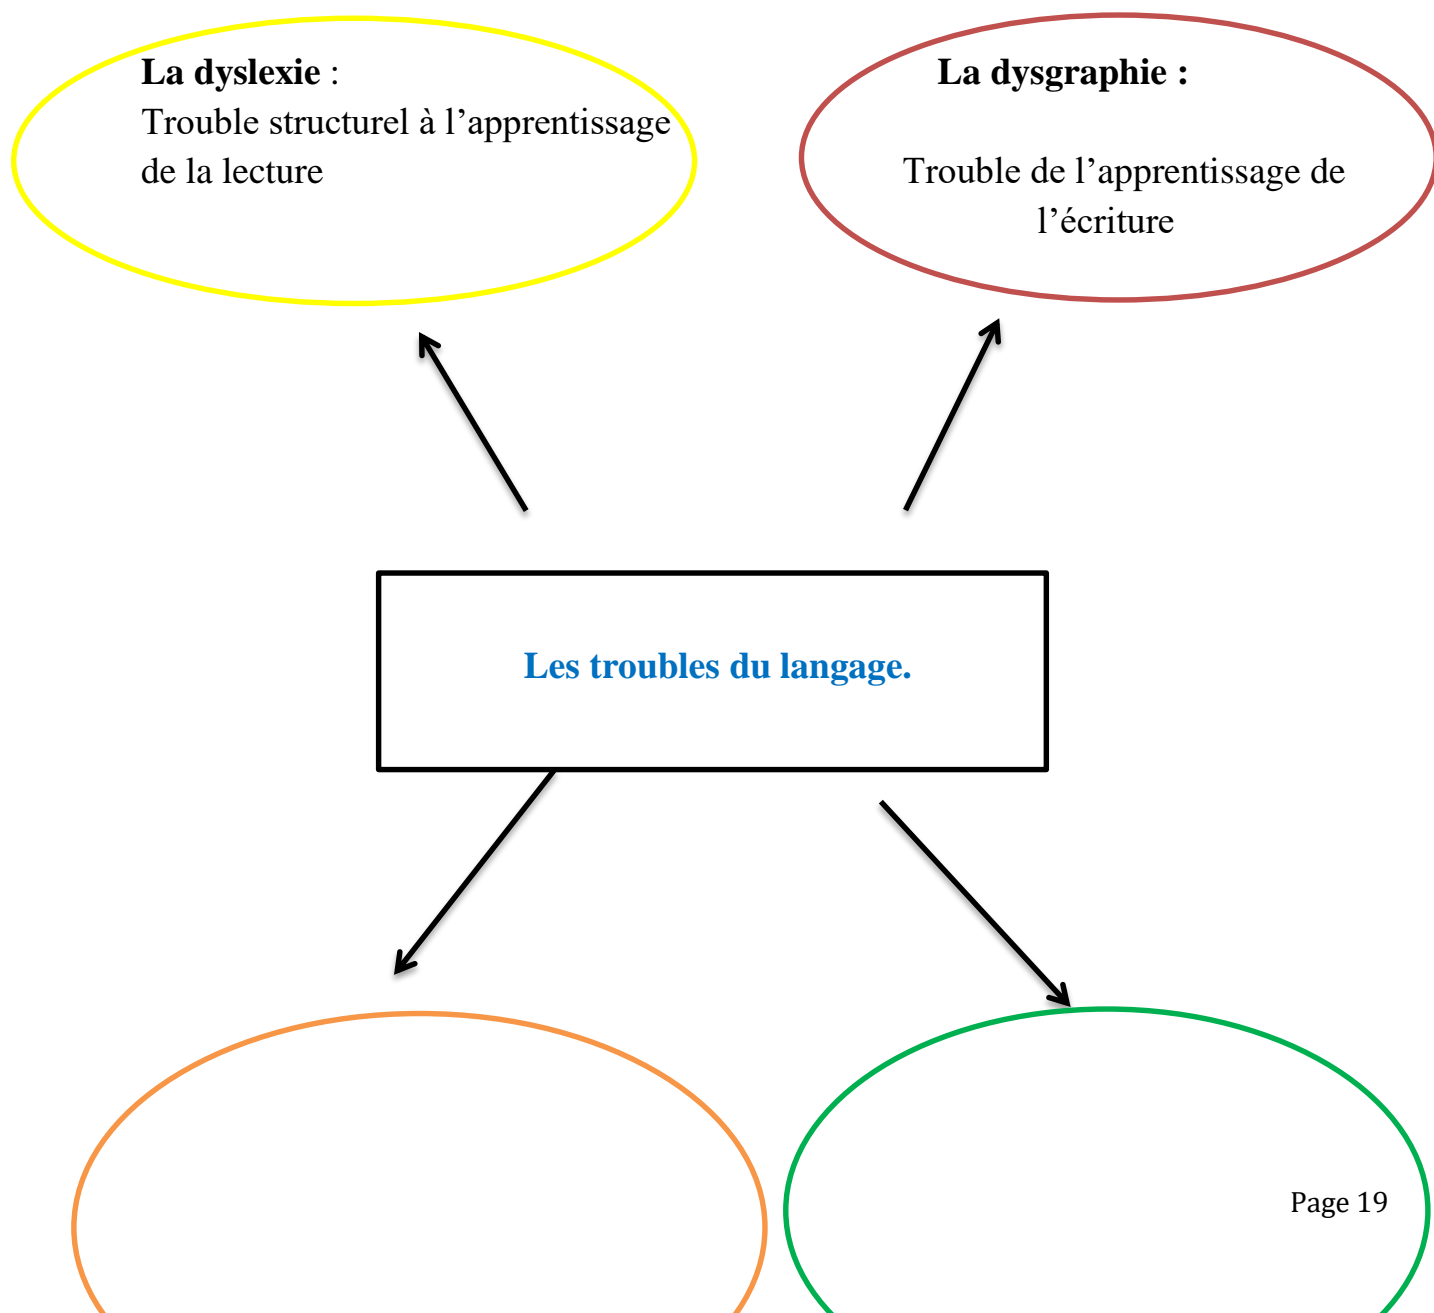 La dyslexie :
Trouble structurel à l’apprentissage
de la lecture
La dysgraphie :
Trouble de l’apprentissage de
l’écriture
Les troubles du langage.
Page 19